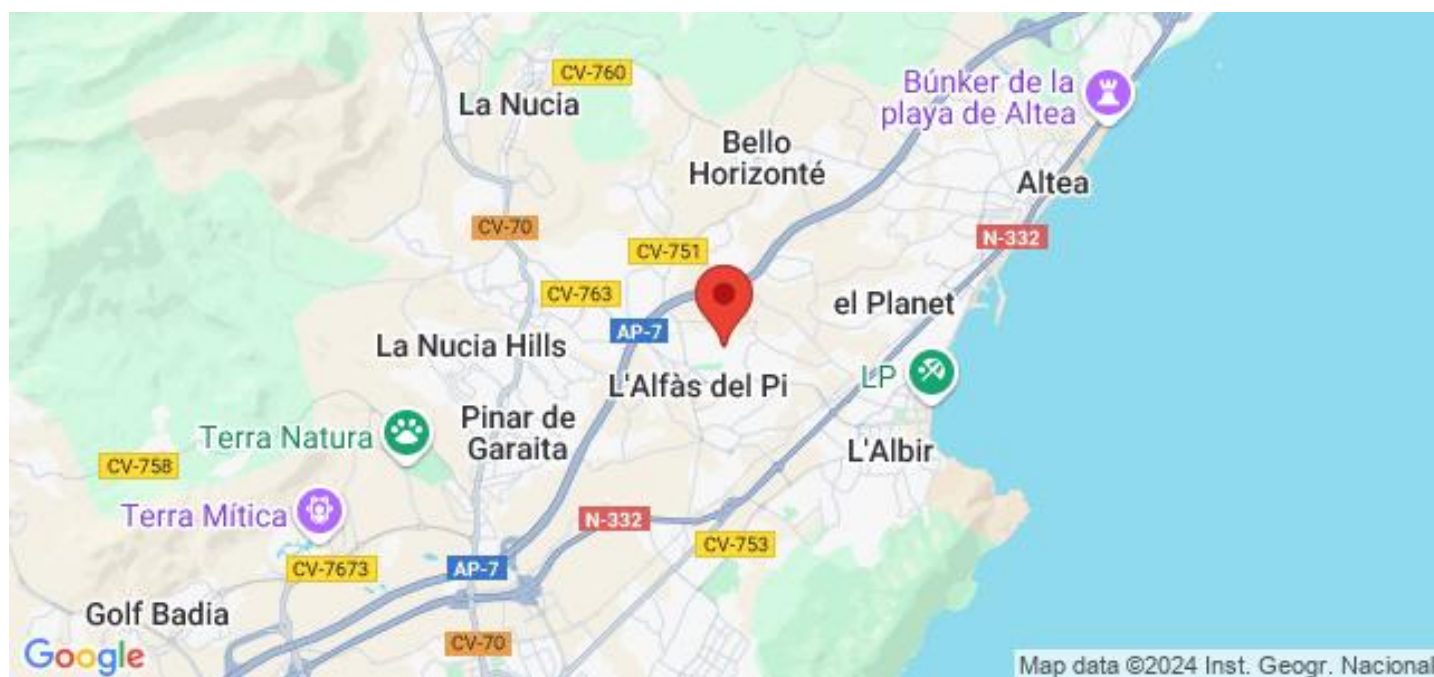 CV-760
La Nucia
Búnker de la
playa de Altea
Bello
Horizonté
Altea
CV-70
N-332
CV-751
CV-763
el Planet
AP-7
La Nucia Hills
LP
L'Alfàs del Pi
Pinar de
Garaita
Terra Natura
L'Albir
CV-758
Terra Mítica
N-332
CV-753
CV-7673
AP-7
Golf Badia
CV-70
Google
Map data ©2024 Inst. Geogr. Nacional